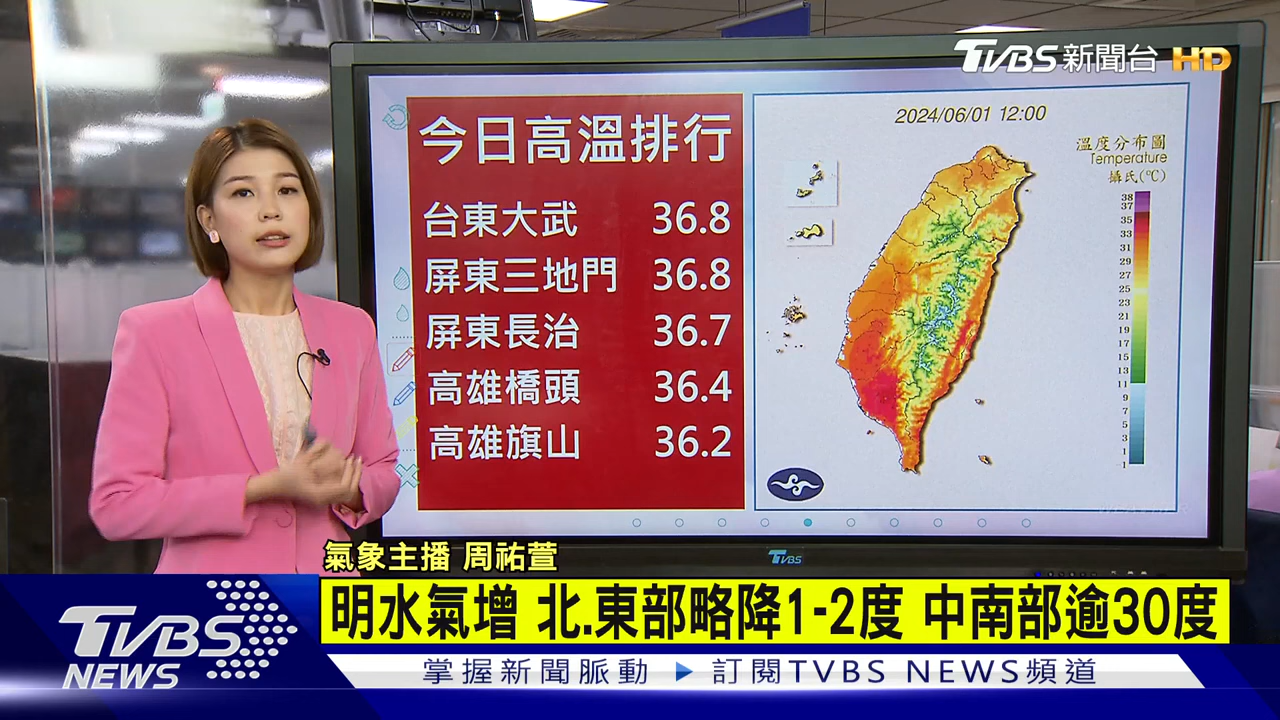 TVBS新聞台 HD
今日高溫排行
台東大武 36.8
屏東三地門 36.8
屏東長治 36.7
高雄橋頭 36.4
高雄旗山 36.2
2024/06/01 12:00
溫度分布圖
Temperature
攝氏(℃)
38
37
35
33
31
29
27
25
23
21
19
17
15
13
11
9
7
5
3
1
-1
TVBS
氣象主播 周祐萱
明水氣增 北.東部略降1-2度 中南部逾30度
TVBS
NEWS
掌握新聞脈動 ▶ 訂閱TVBS NEWS頻道